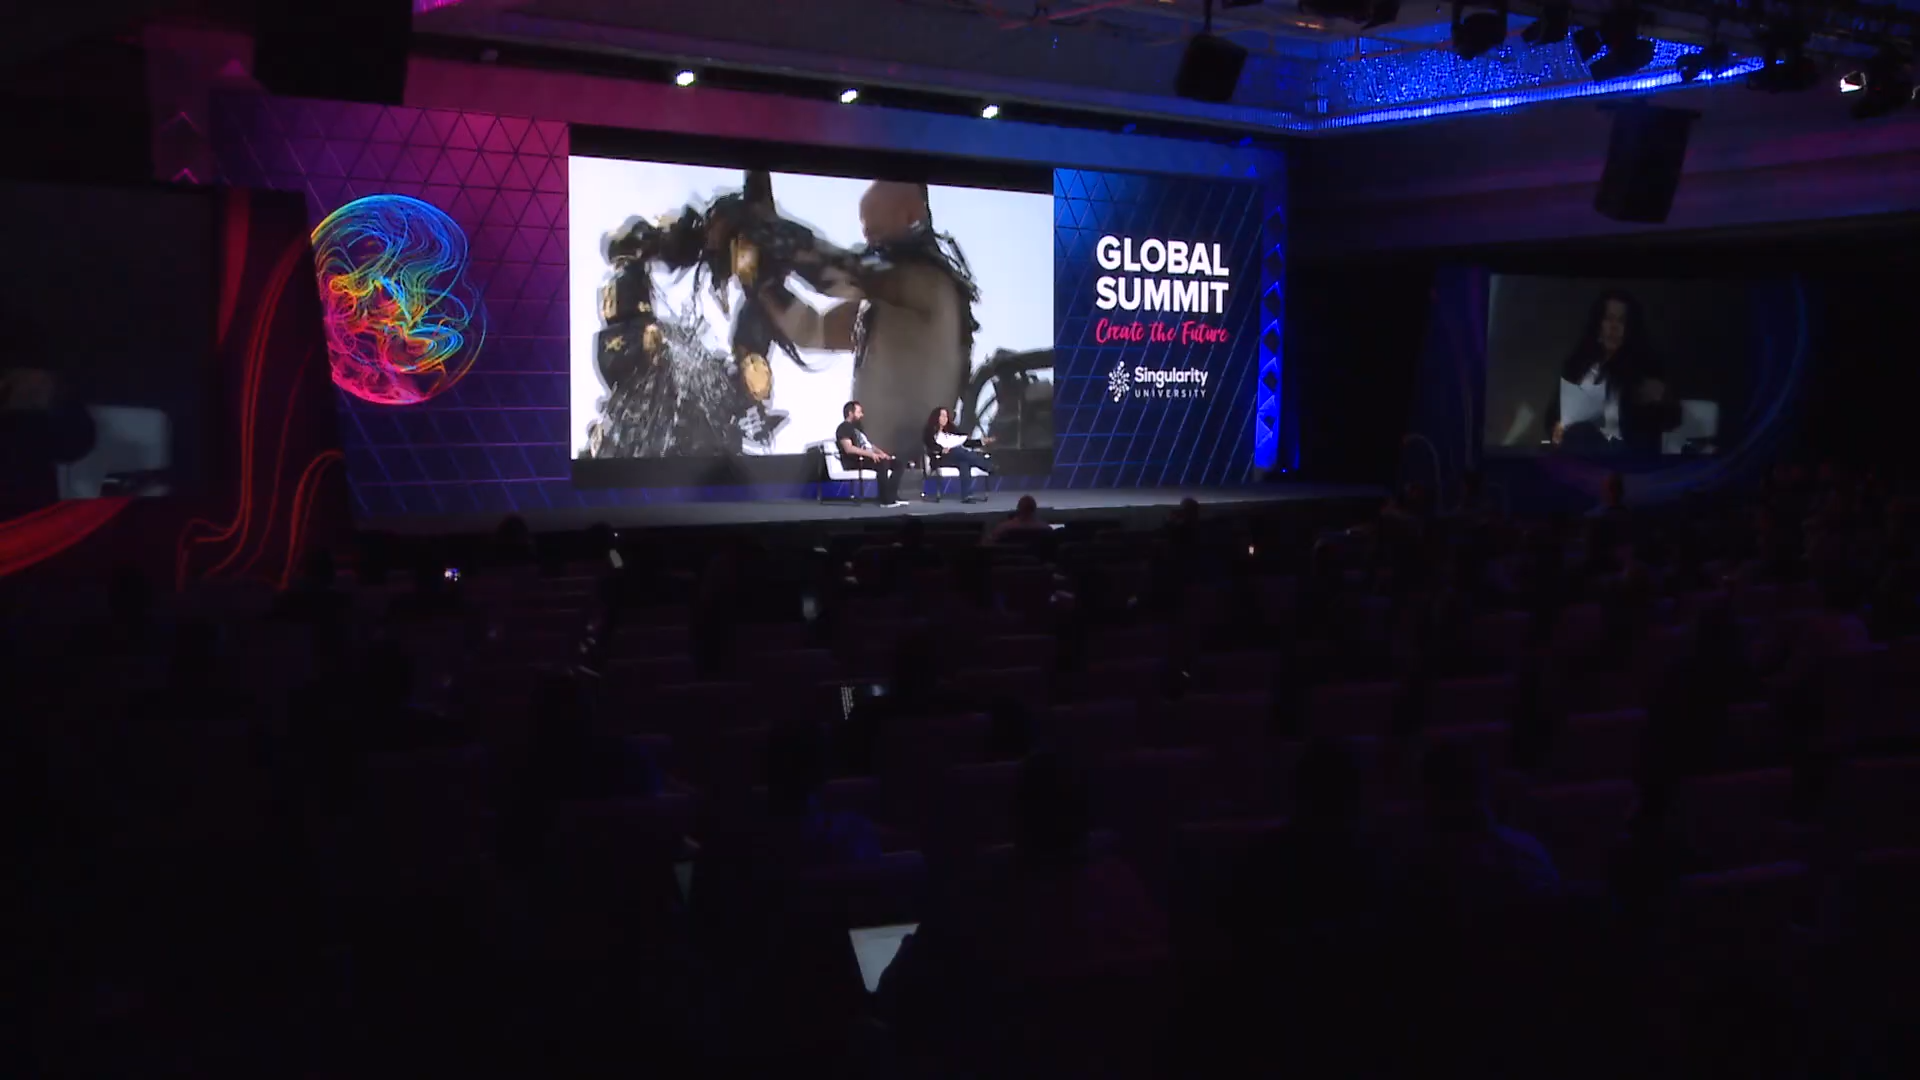 GLOBAL
SUMMIT
Create the Future
Singularity
UNIVERSITY